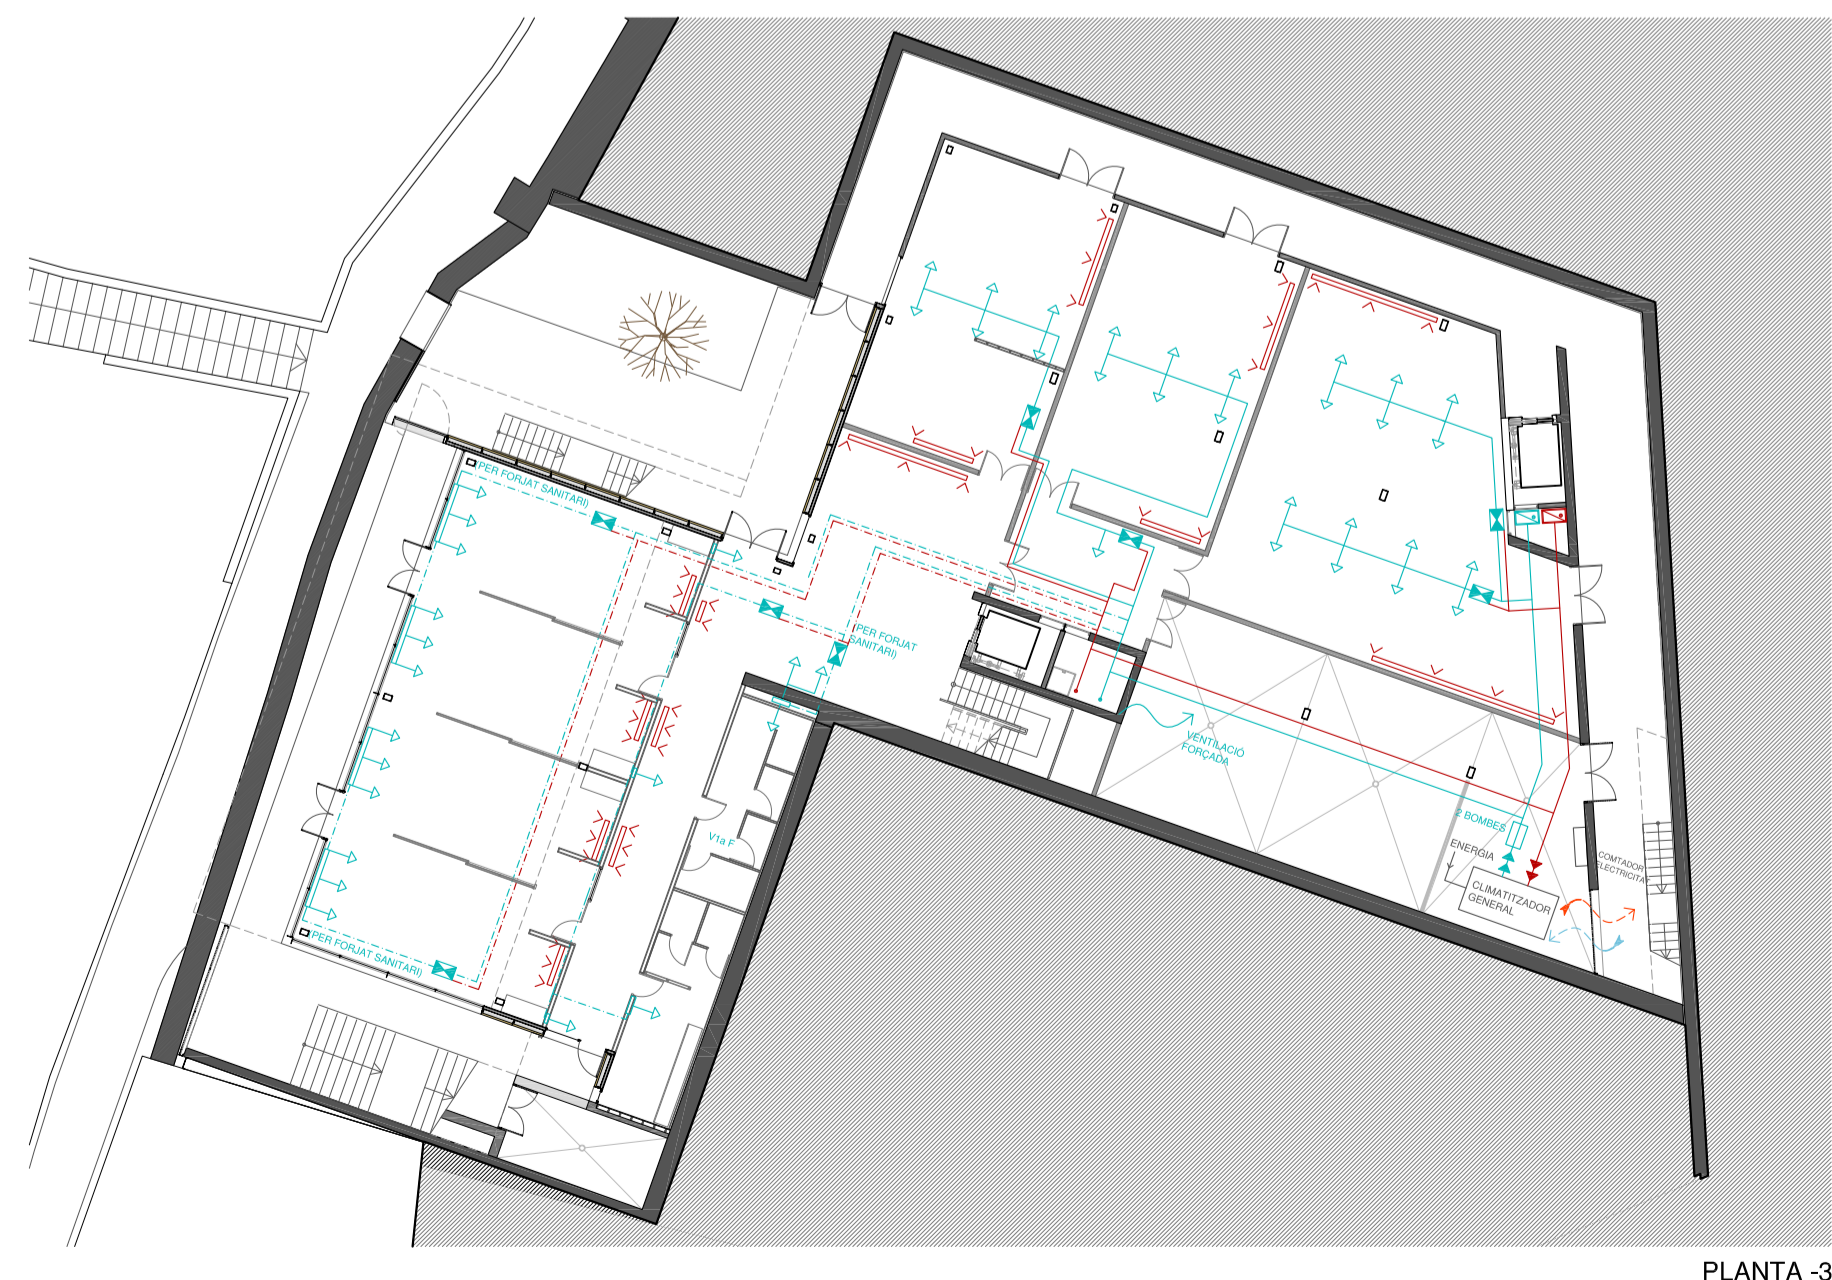 (PER FORJAT SANITARI)
(PER FORJAT
SANITARI)
VENTILACIÓ
FORÇADA
V1a F
2 BOMBES
ENERGIA
COMTADOR
ELECTRICITAT
CLIMATITZADOR
GENERAL
(PER FORJAT SANITARI)
PLANTA -3